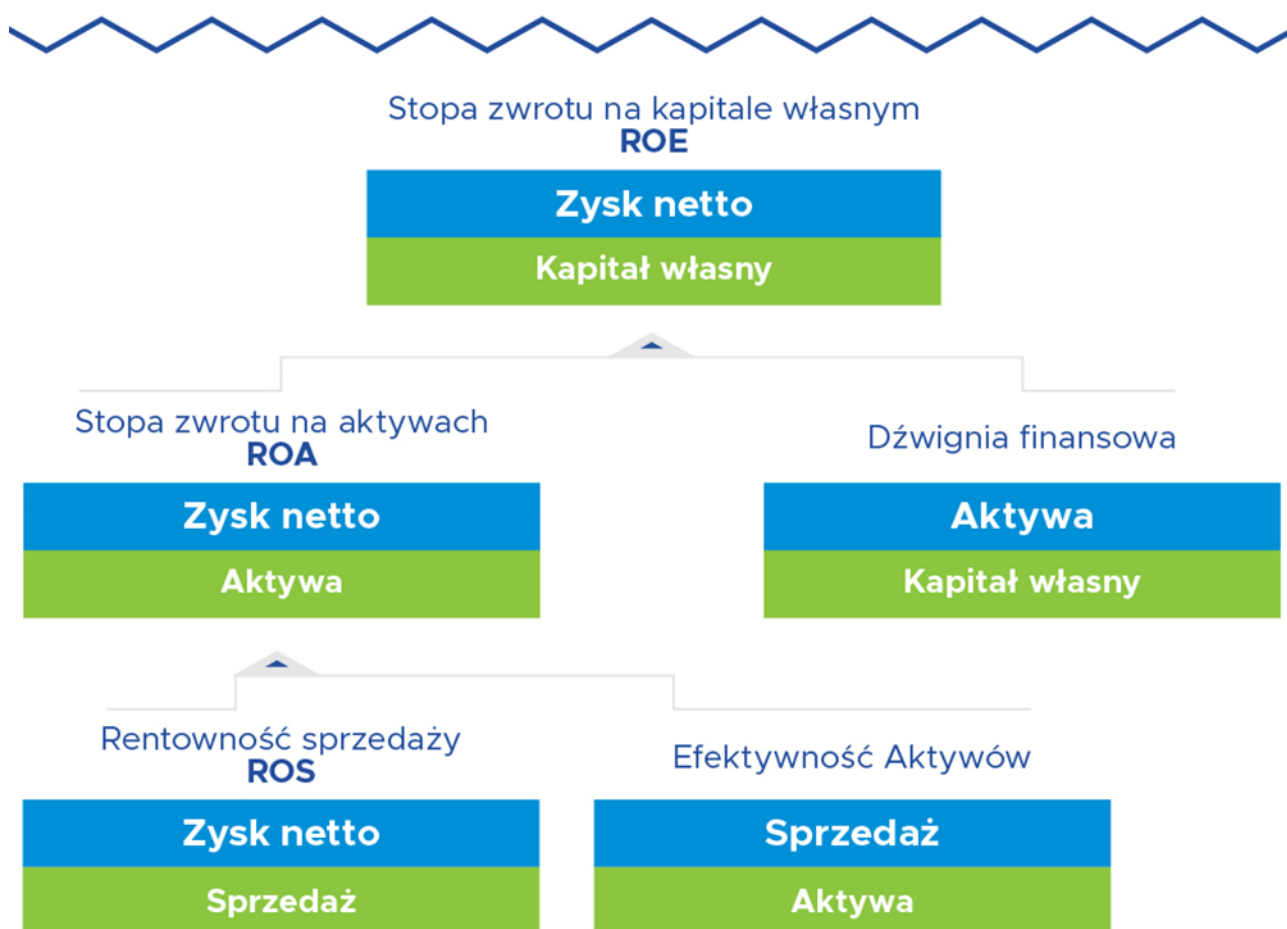 Stopa zwrotu na kapitale własnym
ROE
Zysk netto
Kapitał własny
Stopa zwrotu na aktywach
ROA
Zysk netto
Aktywa
Dźwignia finansowa
Aktywa
Kapitał własny
Rentowność sprzedaży
ROS
Zysk netto
Sprzedaż
Efektywność Aktywów
Sprzedaż
Aktywa